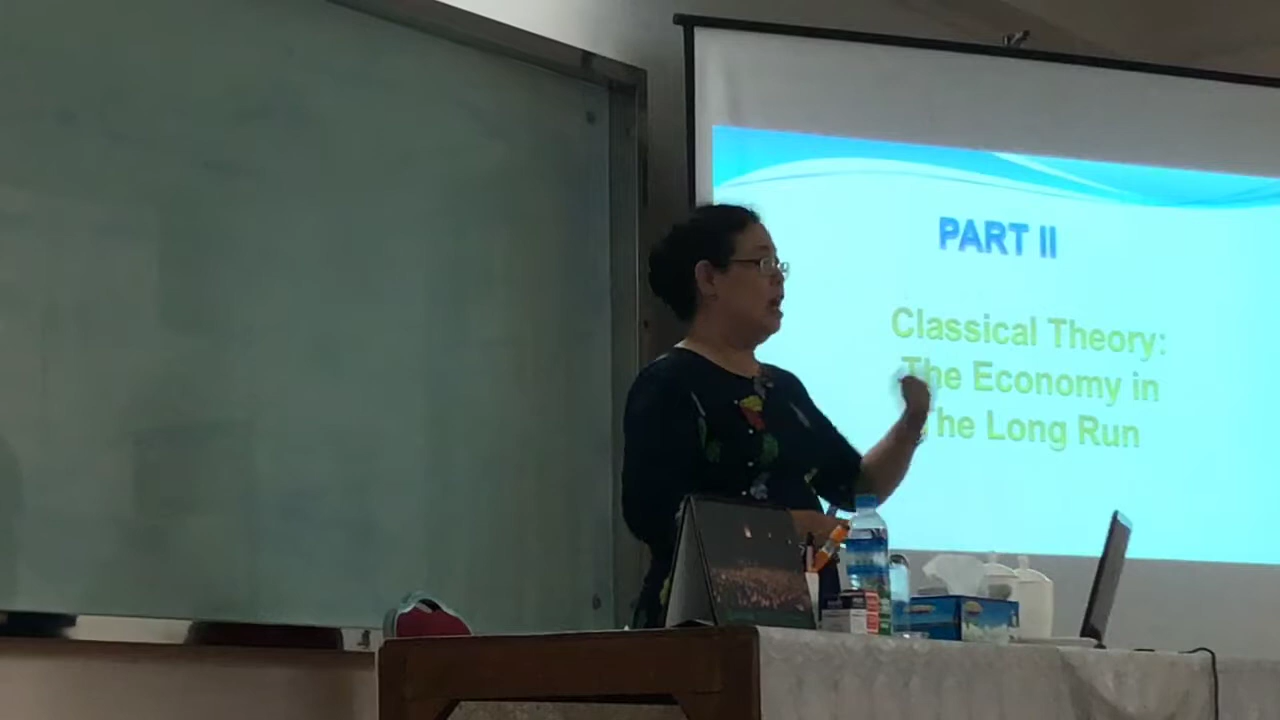 PART II
Classical Theory:
The Economy in
The Long Run